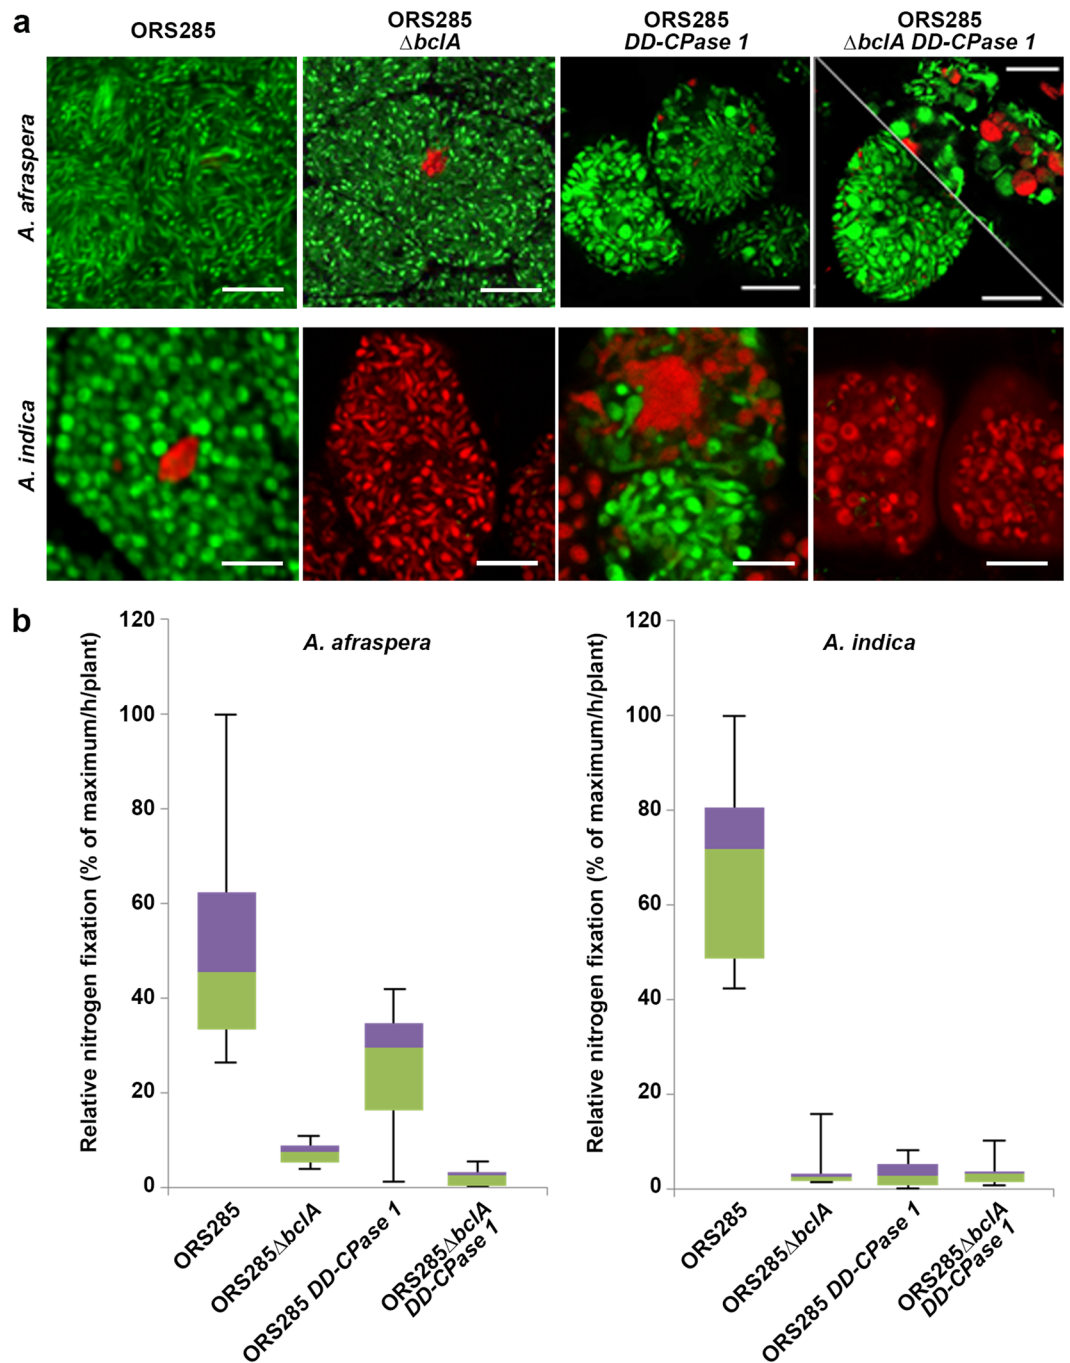 a
ORS285
ORS285
ΔbclA
ORS285
DD-CPase 1
ORS285
ΔbclA DD-CPase 1
A. afraspera
A. indica
b
Relative nitrogen fixation (% of maximum/h/plant)
120
100
80
60
40
20
0
A. afraspera
ORS285
ORS285ΔbclA
ORS285 DD-CPase 1
ORS285ΔbclA
DD-CPase 1
Relative nitrogen fixation (% of maximum/h/plant)
120
100
80
60
40
20
0
A. indica
ORS285
ORS285ΔbclA
ORS285 DD-CPase 1
ORS285ΔbclA
DD-CPase 1